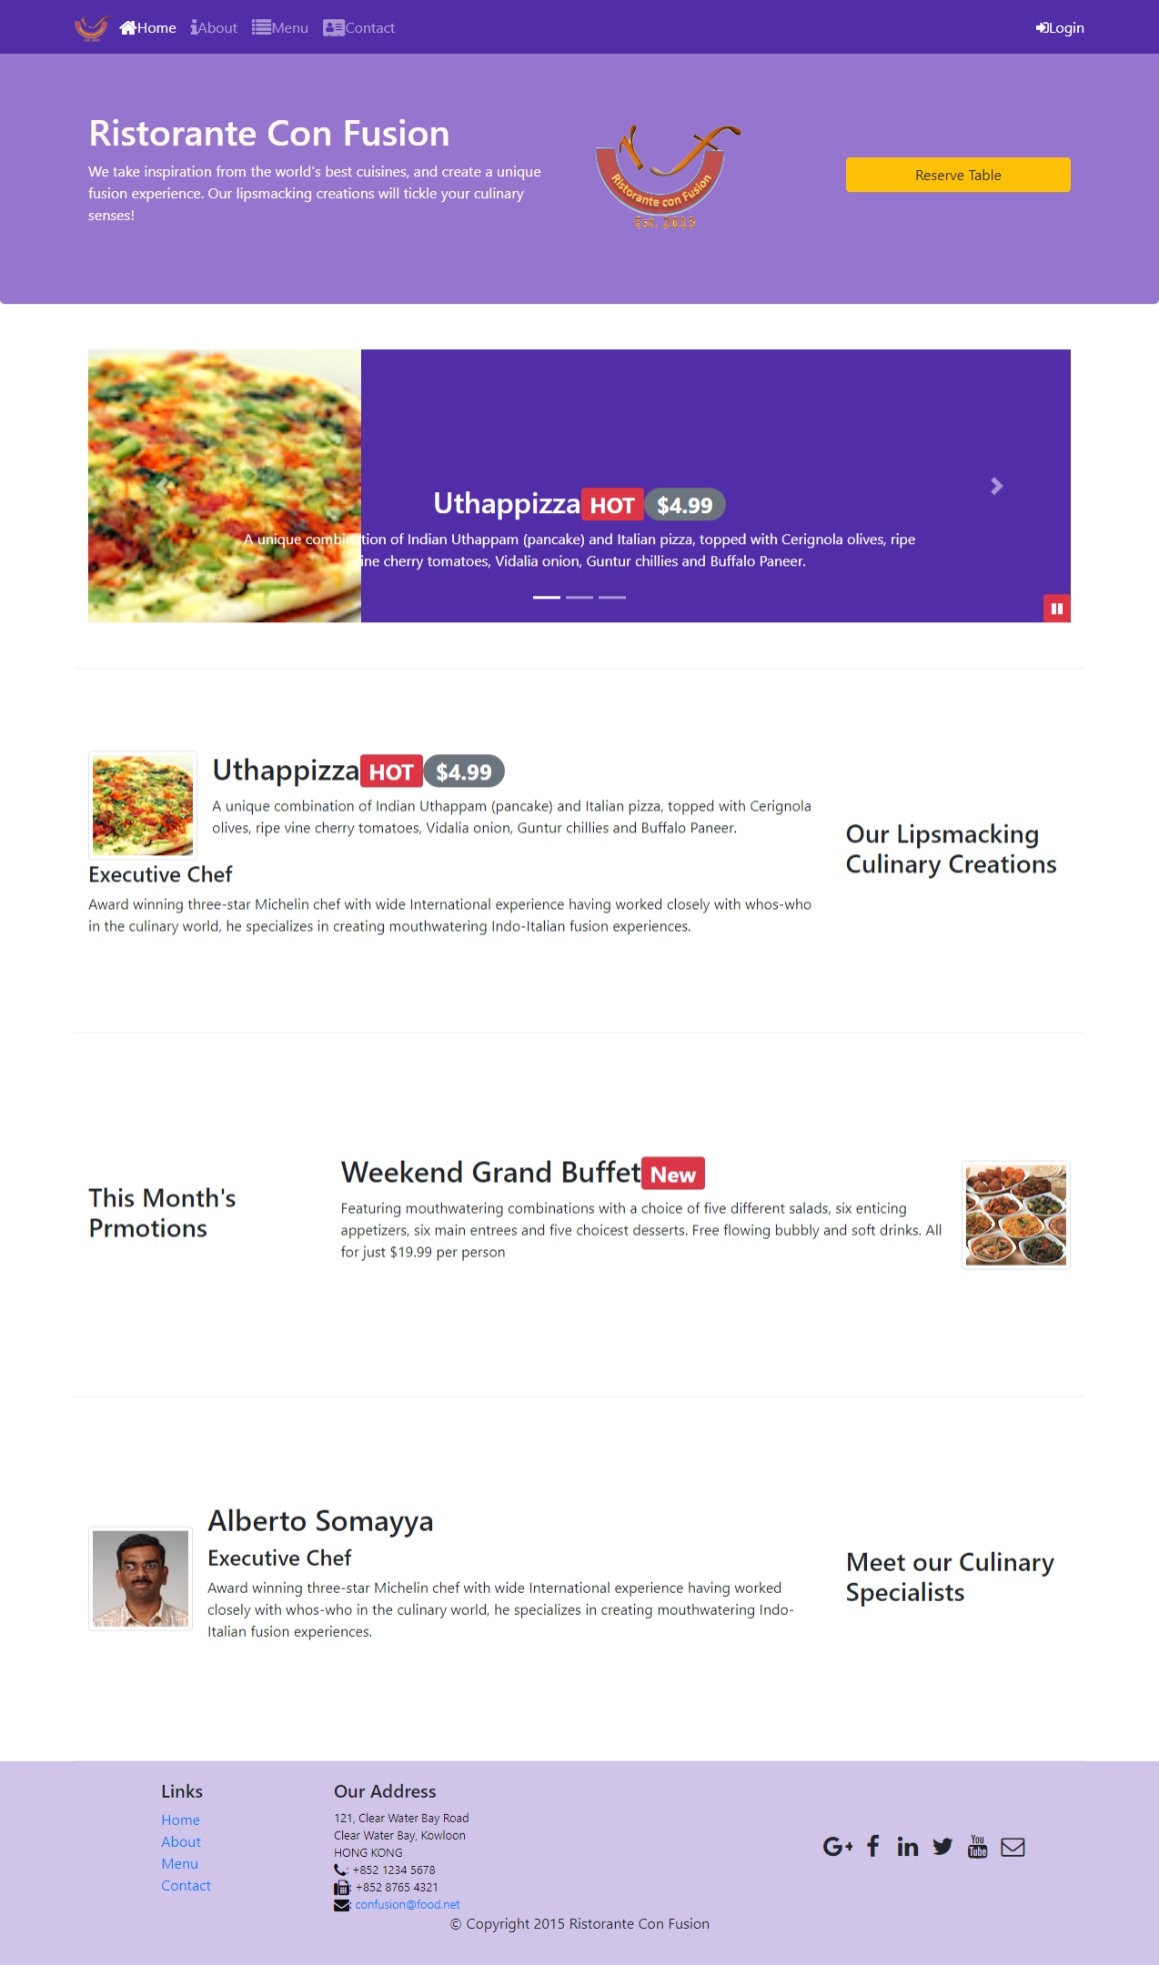 Home About Menu Contact Login
Ristorante Con Fusion
We take inspiration from the world's best cuisines, and create a unique
fusion experience. Our lipsmacking creations will tickle your culinary
senses!
Ristorante con Fusion
Est. 2019
Reserve Table
Uthappizza HOT $4.99
A unique combination of Indian Uthappam (pancake) and Italian pizza, topped with Cerignola olives, ripe
vine cherry tomatoes, Vidalia onion, Guntur chillies and Buffalo Paneer.
Uthappizza HOT $4.99
A unique combination of Indian Uthappam (pancake) and Italian pizza, topped with Cerignola
olives, ripe vine cherry tomatoes, Vidalia onion, Guntur chillies and Buffalo Paneer.
Executive Chef
Award winning three-star Michelin chef with wide International experience having worked closely with whos-who
in the culinary world, he specializes in creating mouthwatering Indo-Italian fusion experiences.
Our Lipsmacking
Culinary Creations
This Month's
Prmotions
Weekend Grand Buffet New
Featuring mouthwatering combinations with a choice of five different salads, six enticing
appetizers, six main entrees and five choicest desserts. Free flowing bubbly and soft drinks. All
for just $19.99 per person
Alberto Somayya
Executive Chef
Award winning three-star Michelin chef with wide International experience having worked
closely with whos-who in the culinary world, he specializes in creating mouthwatering Indo-
Italian fusion experiences.
Meet our Culinary
Specialists
Links
Home
About
Menu
Contact
Our Address
121, Clear Water Bay Road
Clear Water Bay, Kowloon
HONG KONG
: +852 1234 5678
: +852 8765 4321
: confusion@food.net
G+ f in You Tube
© Copyright 2015 Ristorante Con Fusion